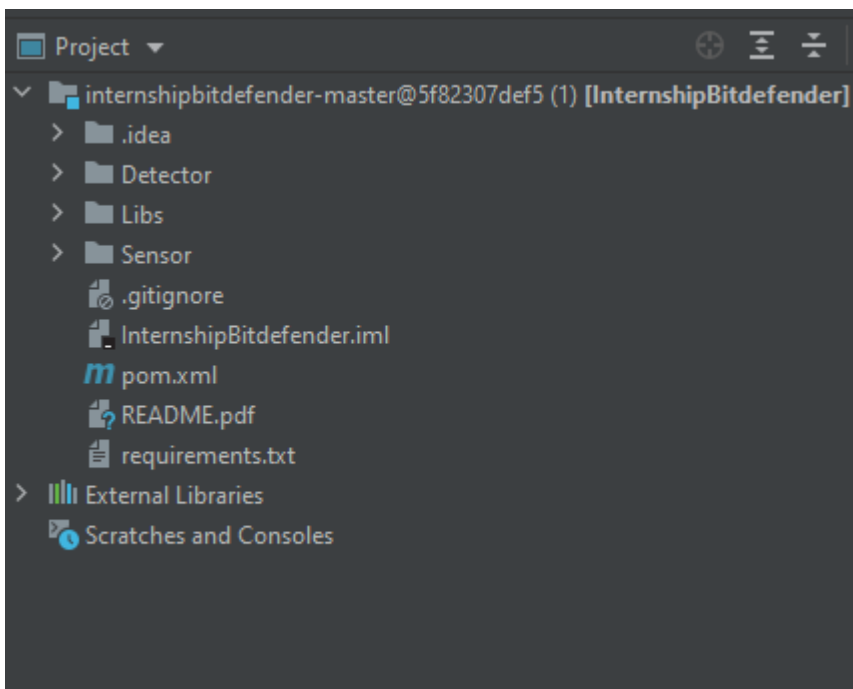 Project
internshipbitdefender-master@5f82307def5 (1) [InternshipBitdefender]
.idea
Detector
Libs
Sensor
.gitignore
InternshipBitdefender.iml
m pom.xml
README.pdf
requirements.txt
External Libraries
Scratches and Consoles